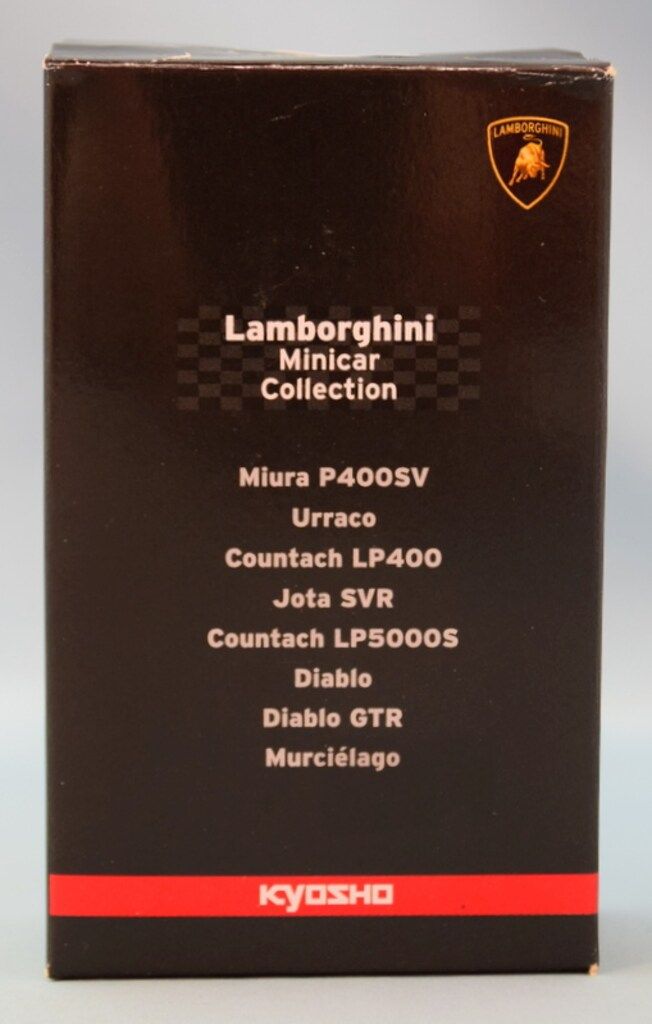 LAMBORGHINI
Lamborghini
Minicar
Collection
Miura P400SV
Urraco
Countach LP400
Jota SVR
Countach LP5000S
Diablo
Diablo GTR
Murciélago
KYOSHO